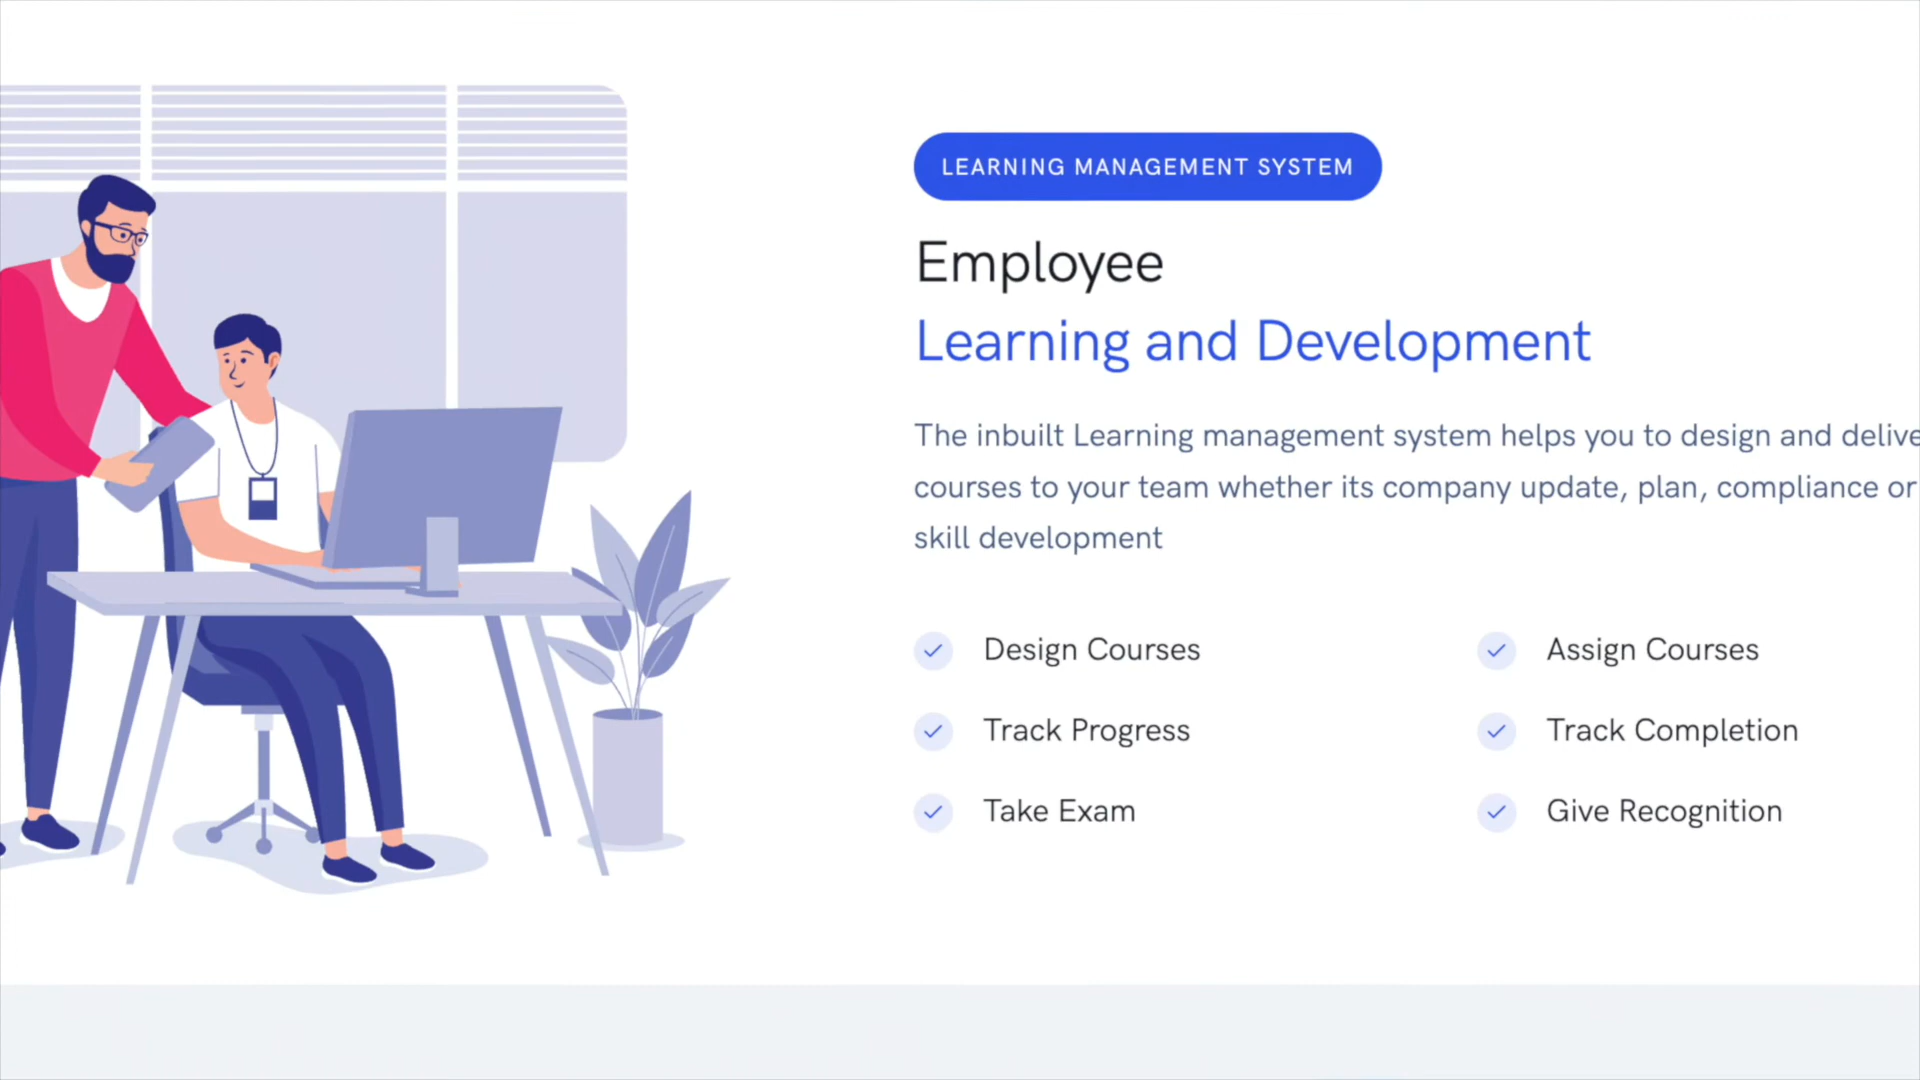 LEARNING MANAGEMENT SYSTEM
Employee
Learning and Development
The inbuilt Learning management system helps you to design and delive
courses to your team whether its company update, plan, compliance or
skill development
Design Courses
Assign Courses
Track Progress
Track Completion
Take Exam
Give Recognition